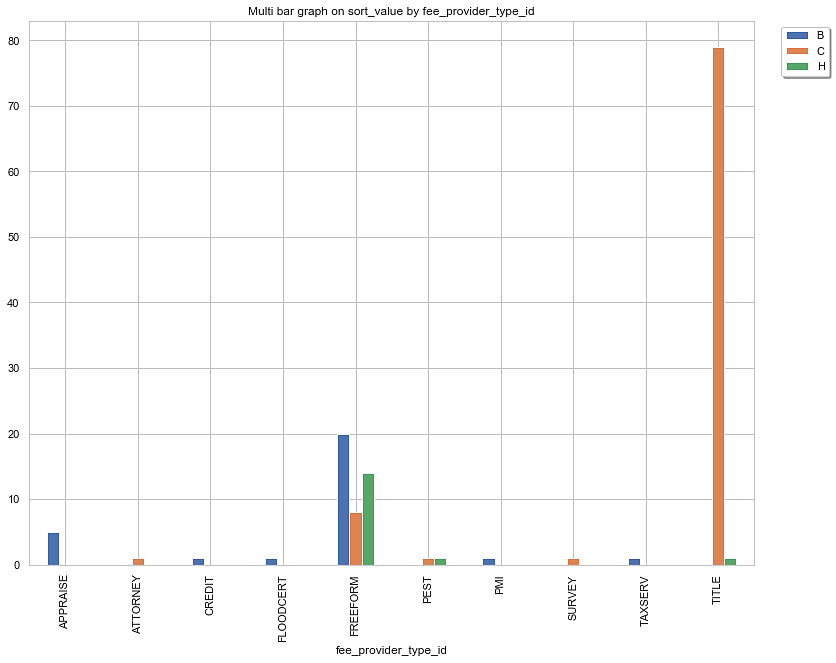 Multi bar graph on sort_value by fee_provider_type_id
B
C
H
80
70
60
50
40
30
20
10
0
APPRAISE
ATTORNEY
CREDIT
FLOODCERT
FREEFORM
PEST
PMI
SURVEY
TAXSERV
TITLE
fee_provider_type_id